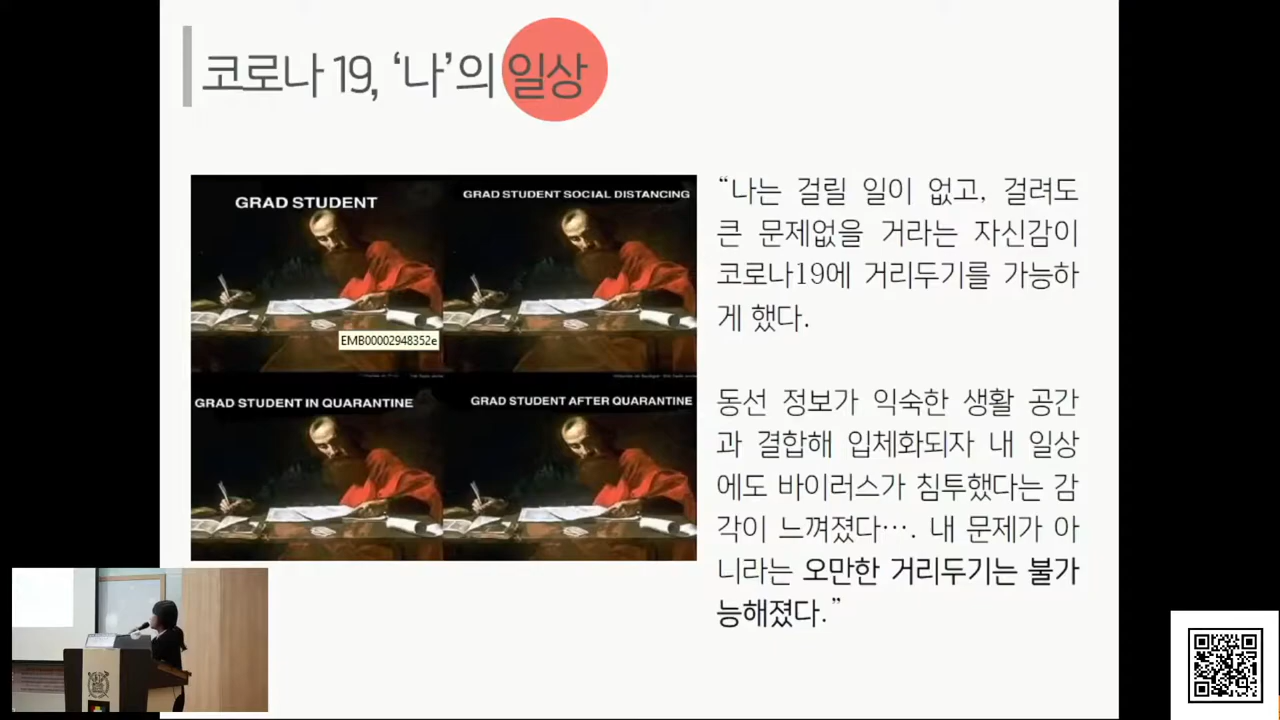 코로나 19, ‘나’의 일상
GRAD STUDENT
GRAD STUDENT SOCIAL DISTANCING
EMB00002948352e
GRAD STUDENT IN QUARANTINE
GRAD STUDENT AFTER QUARANTINE
“나는 걸릴 일이 없고, 걸려도
큰 문제없을 거라는 자신감이
코로나19에 거리두기를 가능하
게 했다.
동선 정보가 익숙한 생활 공간
과 결합해 입체화되자 내 일상
에도 바이러스가 침투했다는 감
각이 느껴졌다…. 내 문제가 아
니라는 오만한 거리두기는 불가
능해졌다.”